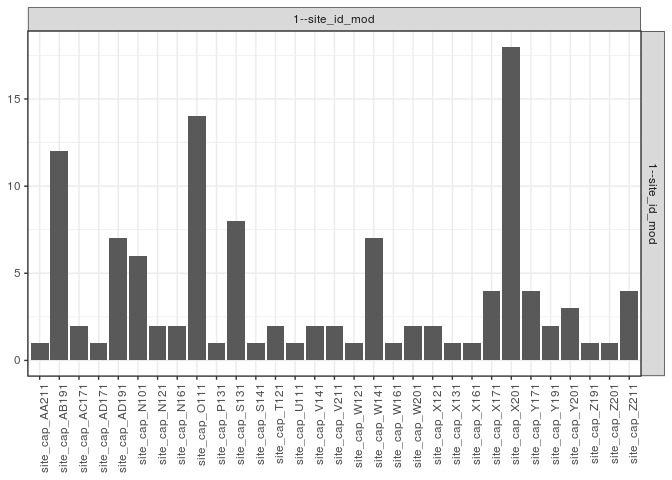 1--site_id_mod
15
10
5
0
1--site_id_mod
site_cap_AA211
site_cap_AB191
site_cap_AC171
site_cap_AD171
site_cap_AD191
site_cap_N101
site_cap_N121
site_cap_N161
site_cap_O111
site_cap_P131
site_cap_S131
site_cap_S141
site_cap_T121
site_cap_U111
site_cap_V141
site_cap_V211
site_cap_W121
site_cap_W141
site_cap_W161
site_cap_W201
site_cap_X121
site_cap_X131
site_cap_X161
site_cap_X171
site_cap_X201
site_cap_Y171
site_cap_Y191
site_cap_Y201
site_cap_Z191
site_cap_Z201
site_cap_Z211